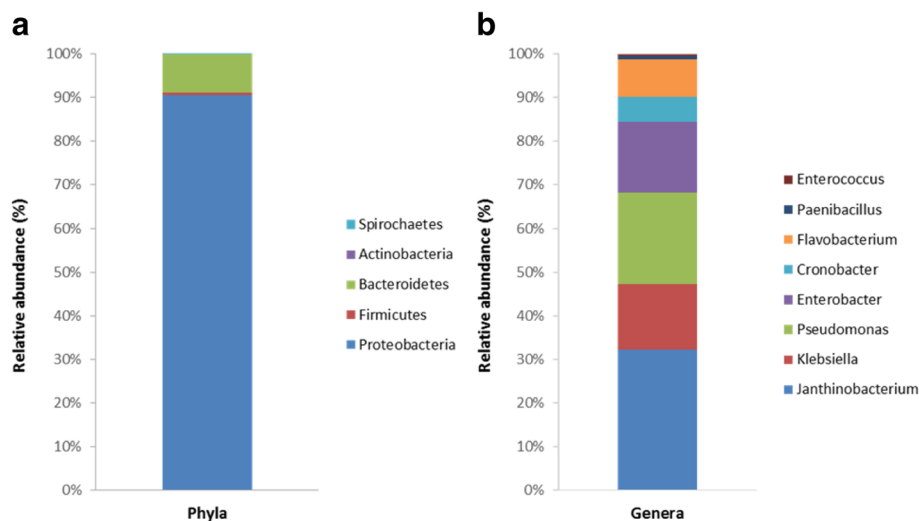 a
100%
90%
80%
70%
60%
50%
40%
30%
20%
10%
0%
Relative abundance (%)
Phyla
Spirochaetes
Actinobacteria
Bacteroidetes
Firmicutes
Proteobacteria
b
100%
90%
80%
70%
60%
50%
40%
30%
20%
10%
0%
Relative abundance (%)
Genera
Enterococcus
Paenibacillus
Flavobacterium
Cronobacter
Enterobacter
Pseudomonas
Klebsiella
Janthinobacterium